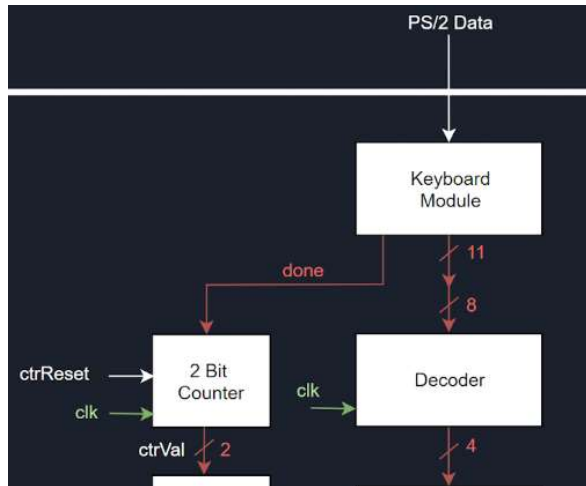 PS/2 Data
Keyboard
Module
11
done
8
ctrReset
2 Bit
Counter
clk
clk
Decoder
ctrVal
2
4